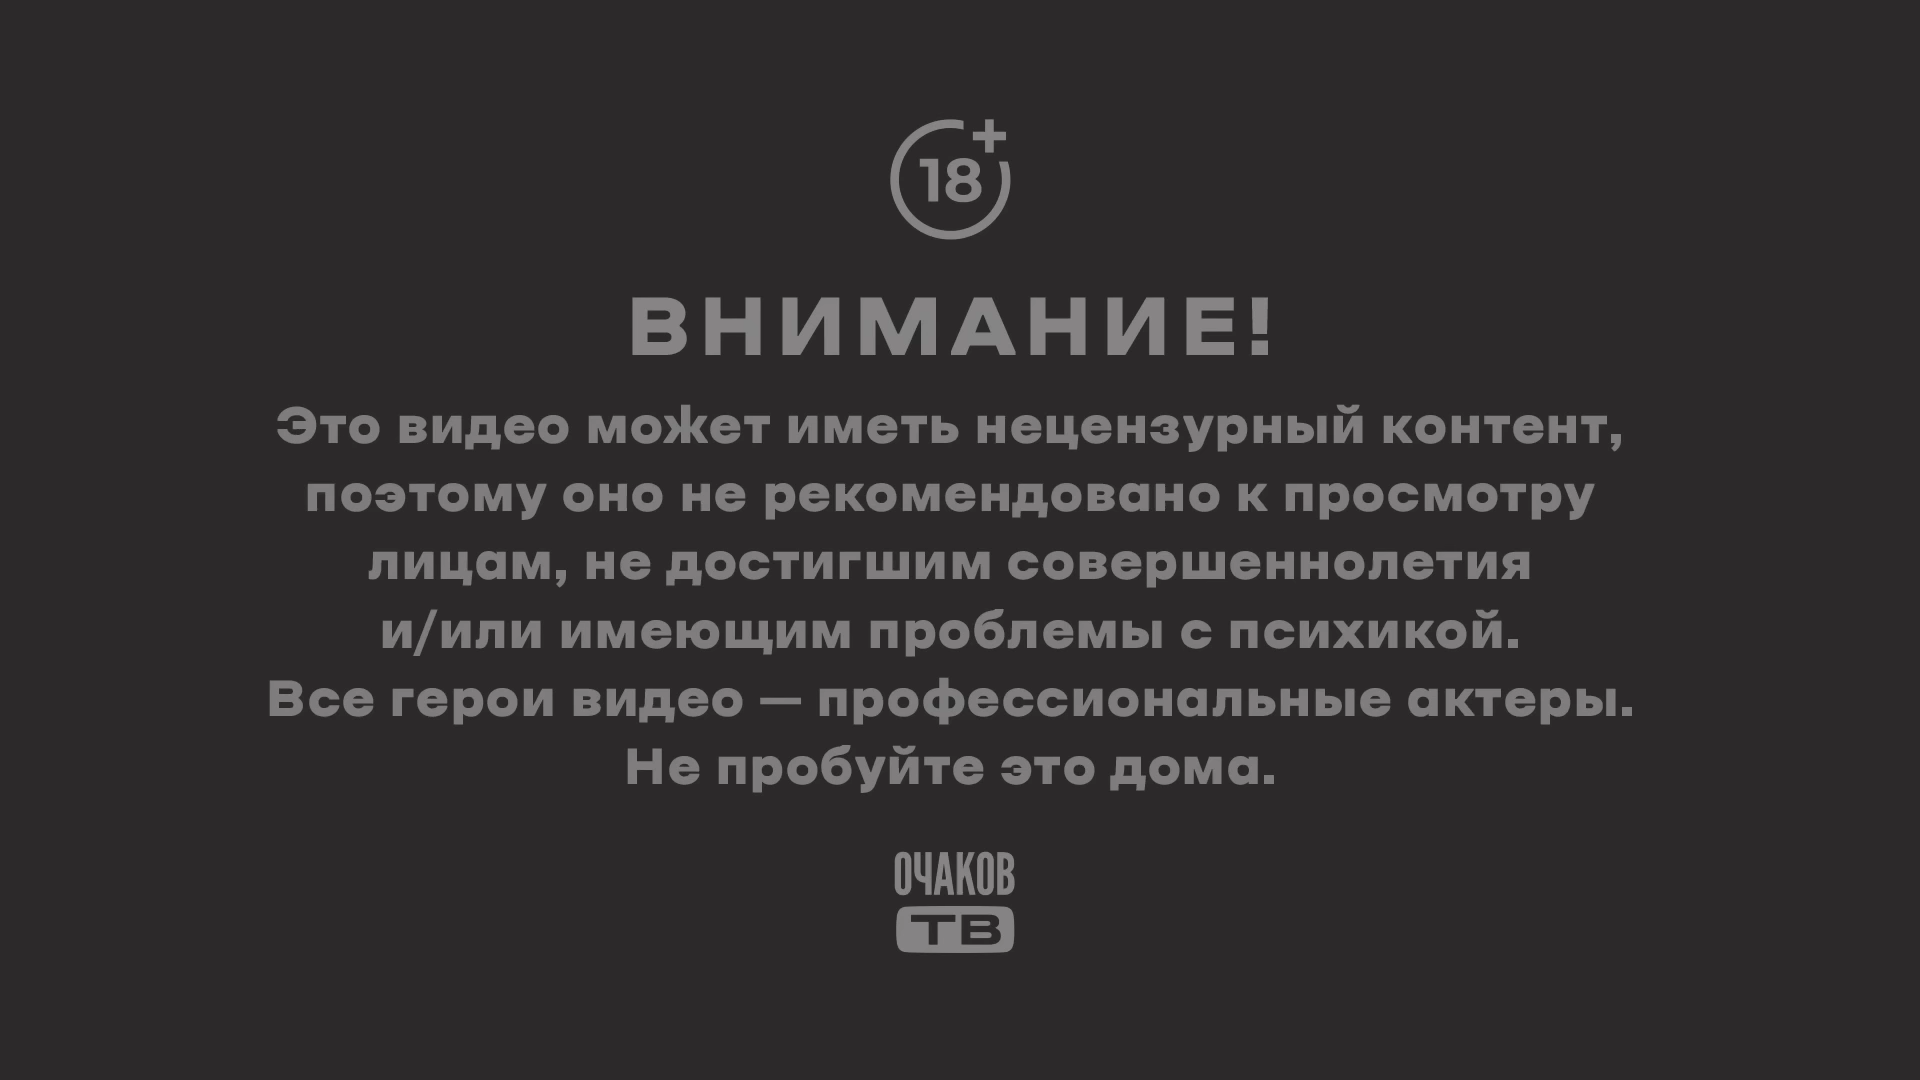 18+
ВНИМАНИЕ!
Это видео может иметь нецензурный контент,
поэтому оно не рекомендовано к просмотру
лицам, не достигшим совершеннолетия
и/или имеющим проблемы с психикой.
Все герои видео — профессиональные актеры.
Не пробуйте это дома.
ОЧАКОВ
ТВ